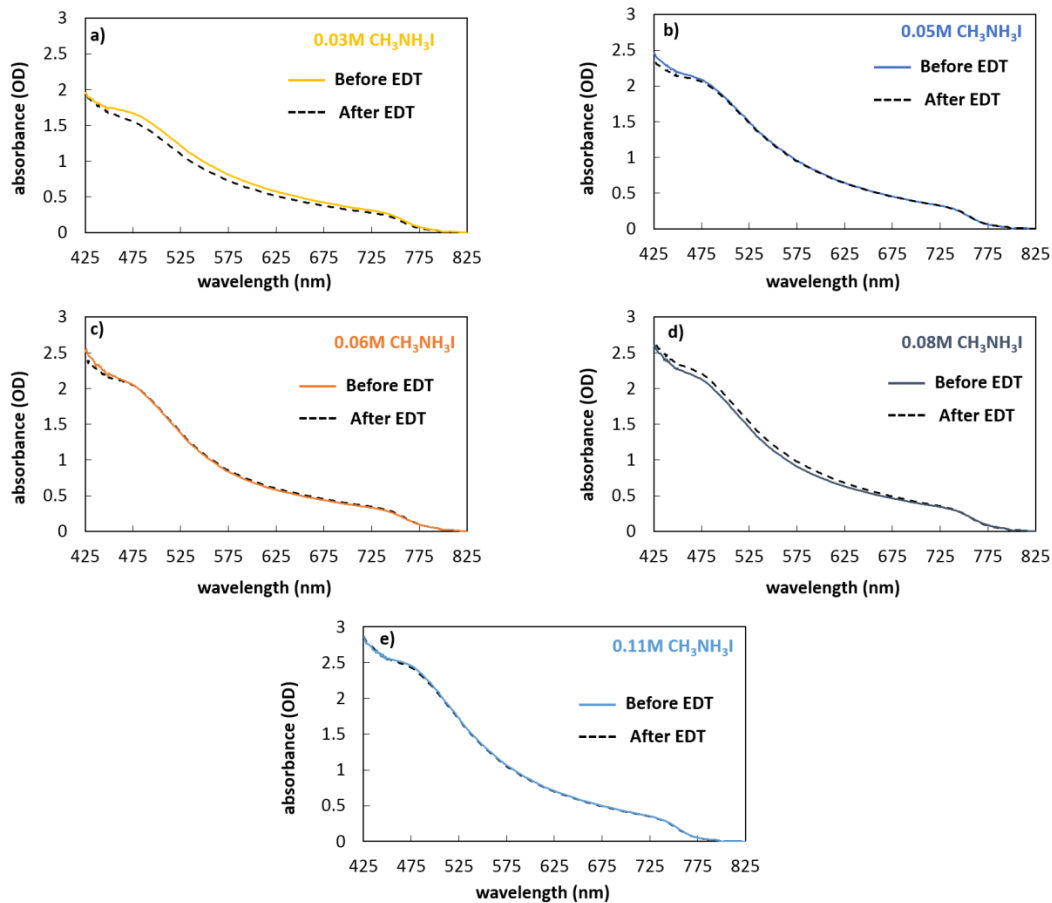 a)
0.03M CH₃NH₃I
Before EDT
After EDT
absorbance (OD)
3
2.5
2
1.5
1
0.5
0
425 475 525 575 625 675 725 775 825
wavelength (nm)
b)
0.05M CH₃NH₃I
Before EDT
After EDT
absorbance (OD)
3
2.5
2
1.5
1
0.5
0
425 475 525 575 625 675 725 775 825
wavelength (nm)
c)
0.06M CH₃NH₃I
Before EDT
After EDT
absorbance (OD)
3
2.5
2
1.5
1
0.5
0
425 475 525 575 625 675 725 775 825
wavelength (nm)
d)
0.08M CH₃NH₃I
Before EDT
After EDT
absorbance (OD)
3
2.5
2
1.5
1
0.5
0
425 475 525 575 625 675 725 775 825
wavelength (nm)
e)
0.11M CH₃NH₃I
Before EDT
After EDT
absorbance (OD)
3
2.5
2
1.5
1
0.5
0
425 475 525 575 625 675 725 775 825
wavelength (nm)